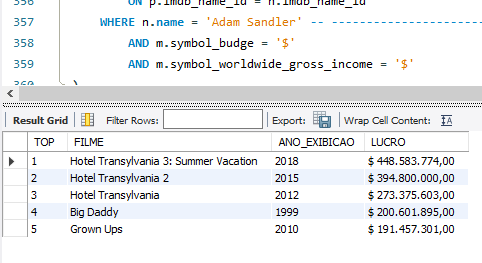 356 ON p.imdb_name_id = n.imdb_name_id
357 WHERE n.name = 'Adam Sandler' -- --------------------
358 AND m.symbol_budge = '$'
359 AND m.symbol_worldwide_gross_income = '$'
360 )
Result Grid Filter Rows: Export: Wrap Cell Content: IA
TOP FILME ANO_EXIBICAO LUCRO
1 Hotel Transylvania 3: Summer Vacation 2018 $ 448.583.774,00
2 Hotel Transylvania 2 2015 $ 394.800.000,00
3 Hotel Transylvania 2012 $ 273.375.603,00
4 Big Daddy 1999 $ 200.601.895,00
5 Grown Ups 2010 $ 191.457.301,00